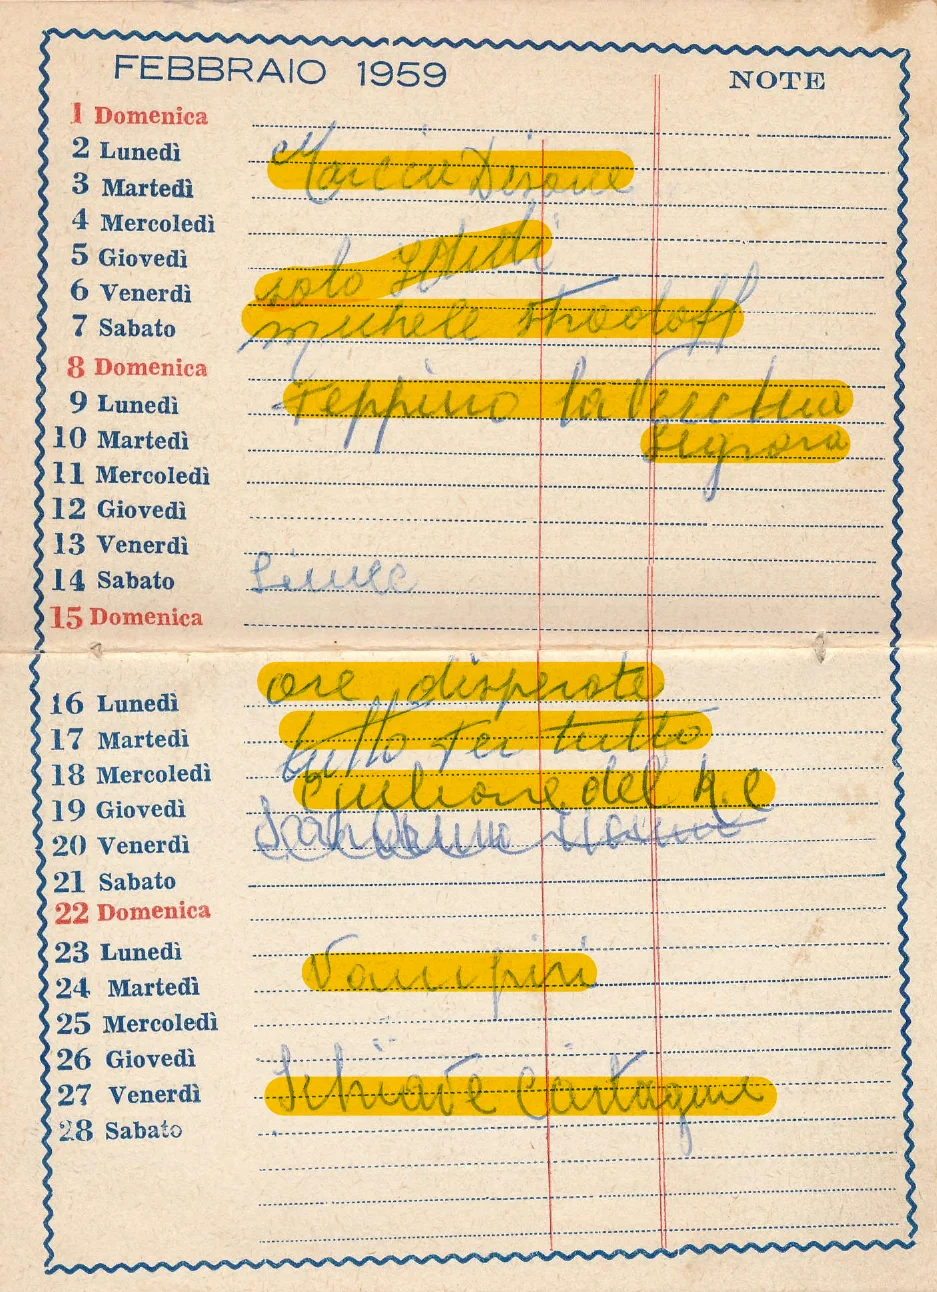 FEBBRAIO 1959 NOTE
1 Domenica
2 Lunedì
3 Martedì Marcia
4 Mercoledì
5 Giovedì
6 Venerdì solo
7 Sabato michele
8 Domenica
9 Lunedì Peppino la Vecchia
10 Martedì signora
11 Mercoledì
12 Giovedì
13 Venerdì
14 Sabato
15 Domenica
16 Lunedì ore disperate
17 Martedì tutto Per tutto
18 Mercoledì
19 Giovedì del
20 Venerdì
21 Sabato
22 Domenica
23 Lunedì
24 Martedì Vampiri
25 Mercoledì
26 Giovedì
27 Venerdì Schiave Cartagine
28 Sabato